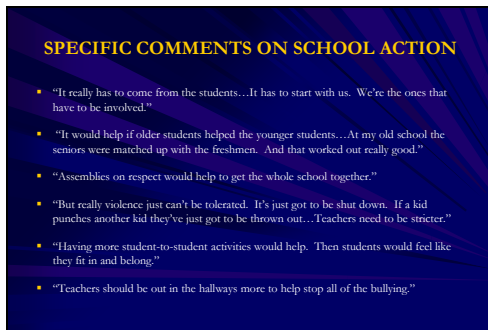 SPECIFIC COMMENTS ON SCHOOL ACTION
▪ “It really has to come from the students…It has to start with us.  We’re the ones that
have to be involved.”
▪ “It would help if older students helped the younger students…At my old school the
seniors were matched up with the freshmen.  And that worked out really good.”
▪ “Assemblies on respect would help to get the whole school together.”
▪ “But really violence just can’t be tolerated.  It’s just got to be shut down.  If a kid
punches another kid they’ve just got to be thrown out…Teachers need to be stricter.”
▪ “Having more student-to-student activities would help.  Then students would feel like
they fit in and belong.”
▪ “Teachers should be out in the hallways more to help stop all of the bullying.”